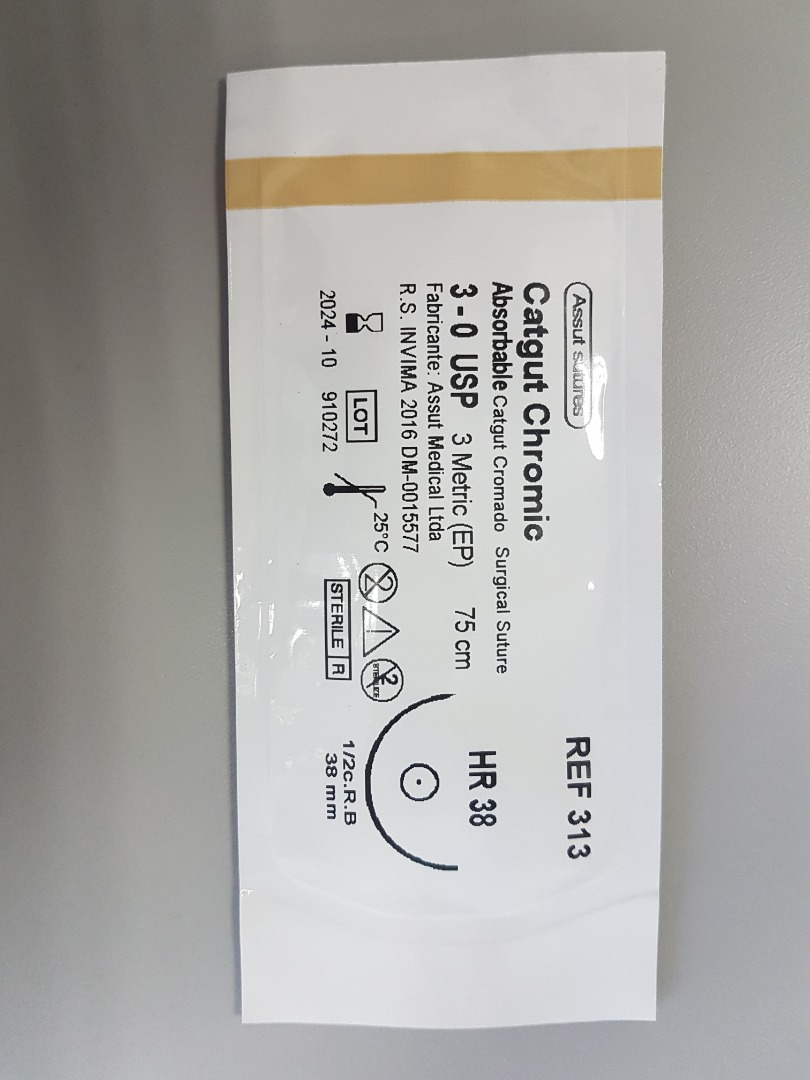 Assut sutures
REF 313
Catgut Chromic
Absorbable Catgut Cromado Surgical Suture
3-0 USP 3 Metric (EP) 75 cm
HR 38
Fabricante: Assut Medical Ltda
R.S. INVIMA 2016 DM-0015577
25°C
2
2
STERILIZE
LOT
STERILE R
2024 - 10 910272
1/2c.R.B
38 mm